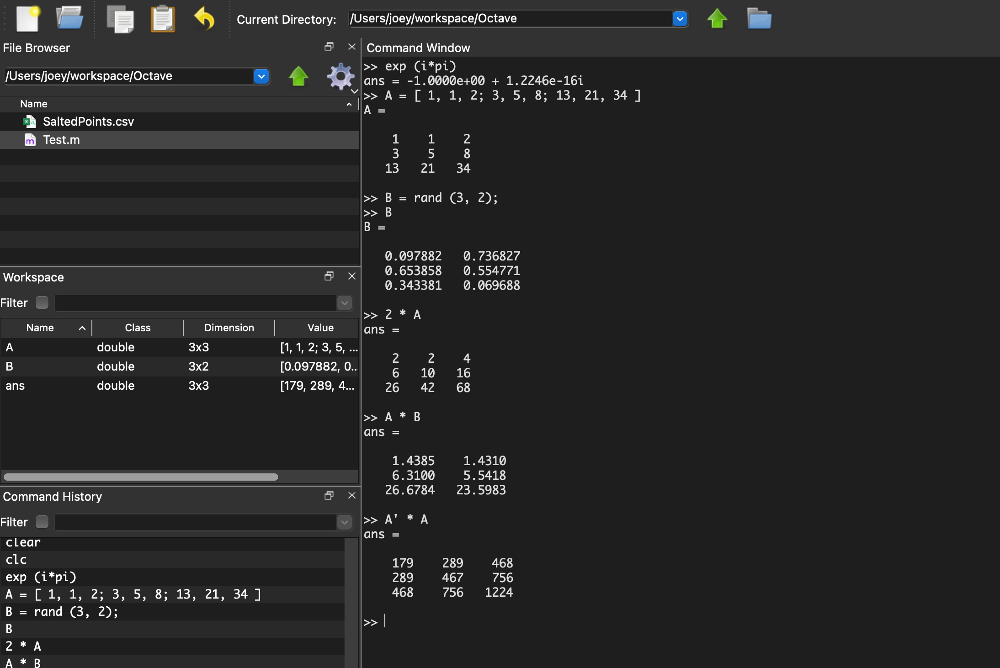 Current Directory: /Users/joey/workspace/Octave
File Browser
/Users/joey/workspace/Octave
Name
SaltedPoints.csv
Test.m
Workspace
Filter
Name Class Dimension Value
A double 3x3 [1, 1, 2; 3, 5, ...
B double 3x2 [0.097882, 0...
ans double 3x3 [179, 289, 4...
Command History
Filter
clear
clc
exp (i*pi)
A = [ 1, 1, 2; 3, 5, 8; 13, 21, 34 ]
B = rand (3, 2);
B
2 * A
A * B
Command Window
>> exp (i*pi)
ans = -1.0000e+00 + 1.2246e-16i
>> A = [ 1, 1, 2; 3, 5, 8; 13, 21, 34 ]
A =
1 1 2
3 5 8
13 21 34
>> B = rand (3, 2);
>> B
B =
0.097882 0.736827
0.653858 0.554771
0.343381 0.069688
>> 2 * A
ans =
2 2 4
6 10 16
26 42 68
>> A * B
ans =
1.4385 1.4310
6.3100 5.5418
26.6784 23.5983
>> A' * A
ans =
179 289 468
289 467 756
468 756 1224
>>